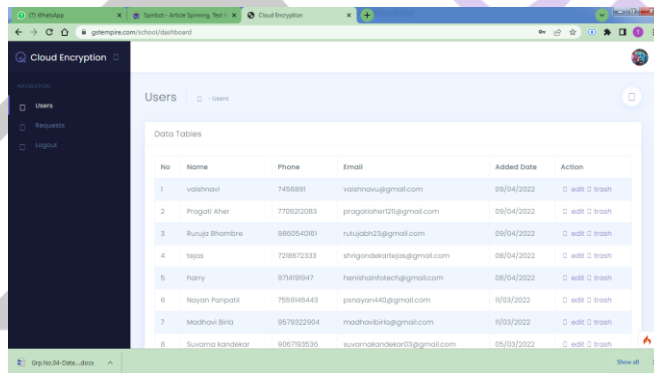 (1) WhatsApp
Spinbot - Article Spinning, Text
Cloud Encryption
gstempire.com/school/dashboard
Cloud Encryption
NAVIGATION
Users
Requests
Logout
Users - Users
Data Tables
No Name Phone Email Added Date Action
1 vaishnavi 7456891 vaishnavu@gmail.com 09/04/2022 edit trash
2 Pragati Aher 7709212083 pragatiaher1211@gmail.com 09/04/2022 edit trash
3 Ruruja Bhambre 9860540161 rutujabh23@gmail.com 09/04/2022 edit trash
4 tejas 7218672333 shrigondekartejas@gmail.com 08/04/2022 edit trash
5 harry 9714191947 henishainfotech@gmail.com 08/04/2022 edit trash
6 Nayan Panpatil 7559146443 psnayan440@gmail.com 11/03/2022 edit trash
7 Madhavi Birla 9579322904 madhavibirla@gmail.com 11/03/2022 edit trash
8 Suvarna kandekar 9067193536 suvarnakandekar03@gmail.com 05/03/2022 edit trash
Grp.No.04-Data....docx
Show all